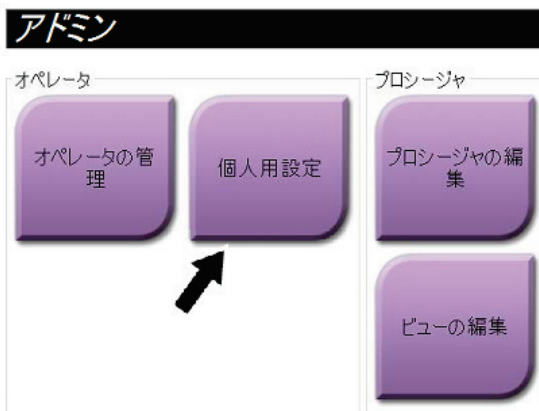 アドミン
オペレータ
プロシージャ
オペレータの管
理
個人用設定
プロシージャの編
集
ビューの編集